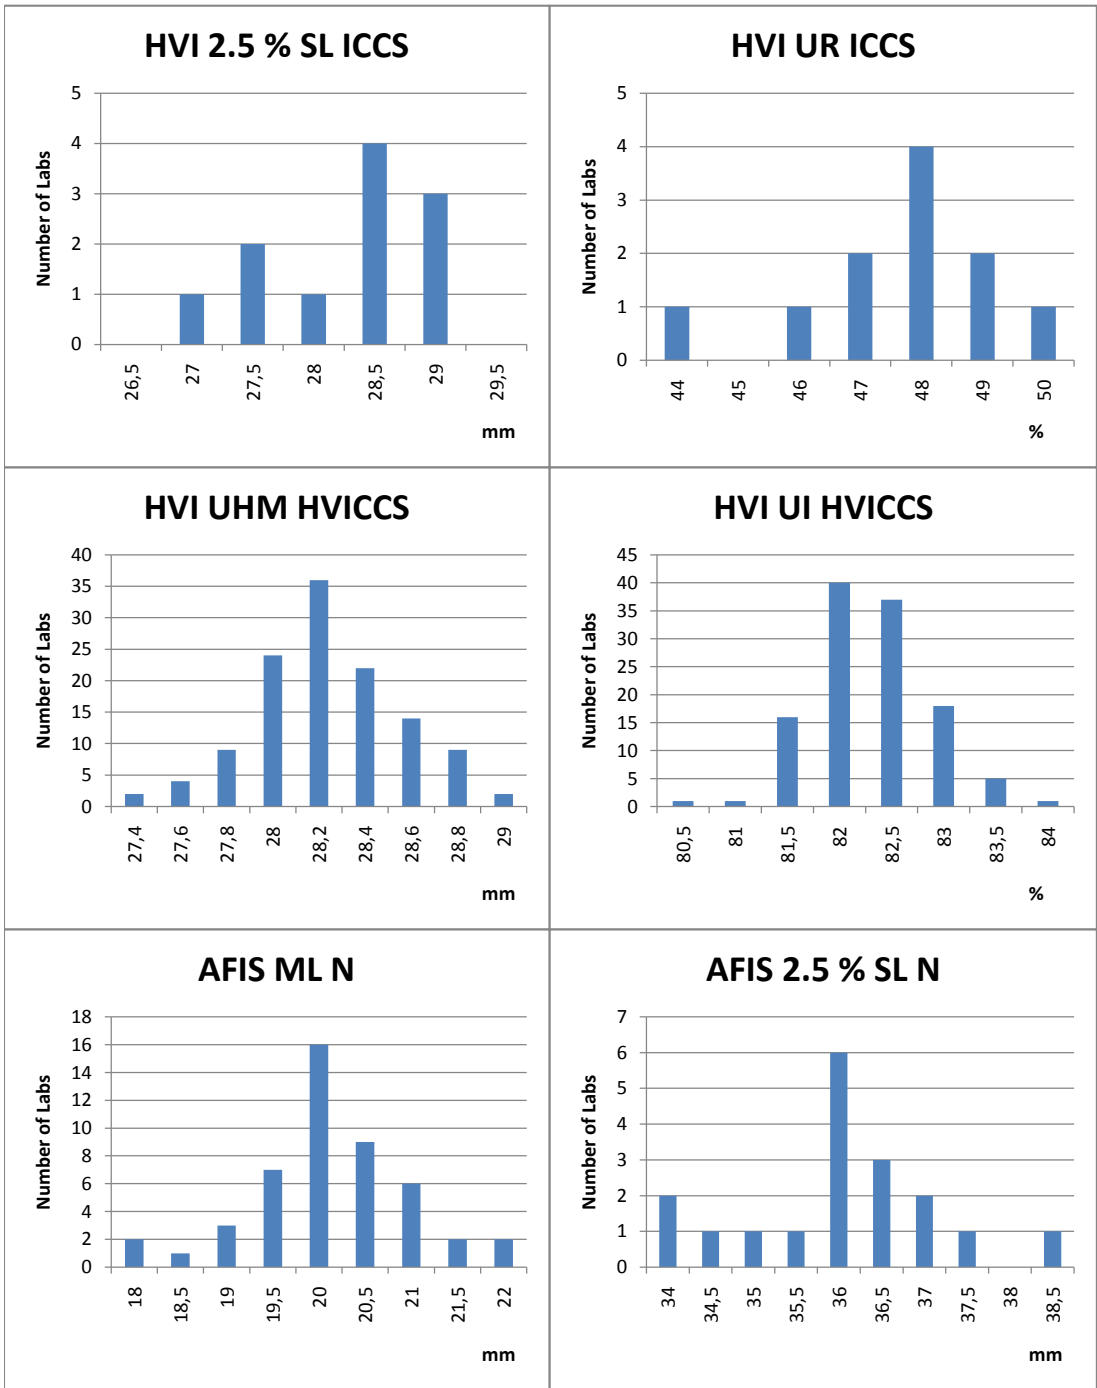 HVI 2.5 % SL ICCS
Number of Labs
5
4
3
2
1
0
26,5 27 27,5 28 28,5 29 29,5
mm
HVI UR ICCS
Number of Labs
5
4
3
2
1
0
44 45 46 47 48 49 50
%
HVI UHM HVICCS
Number of Labs
40
35
30
25
20
15
10
5
0
27,4 27,6 27,8 28 28,2 28,4 28,6 28,8 29
mm
HVI UI HVICCS
Number of Labs
45
40
35
30
25
20
15
10
5
0
80,5 81 81,5 82 82,5 83 83,5 84
%
AFIS ML N
Number of Labs
18
16
14
12
10
8
6
4
2
0
18 18,5 19 19,5 20 20,5 21 21,5 22
mm
AFIS 2.5 % SL N
Number of Labs
7
6
5
4
3
2
1
0
34 34,5 35 35,5 36 36,5 37 37,5 38 38,5
mm